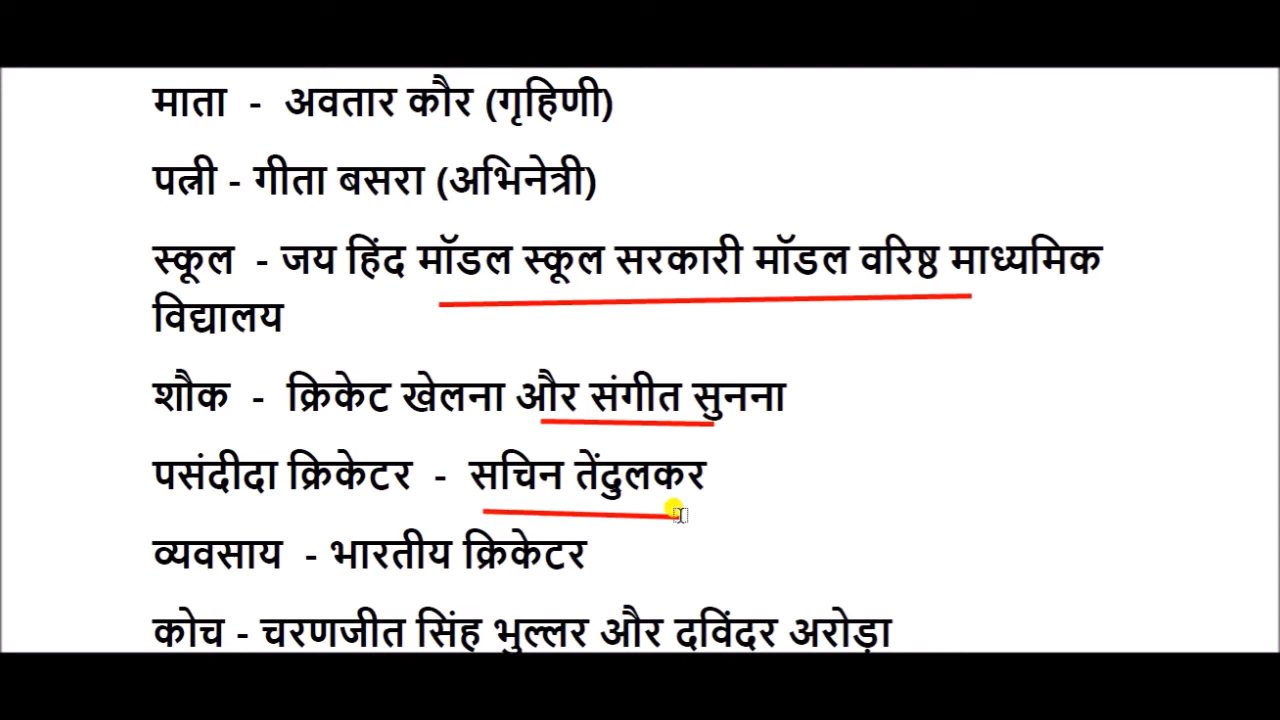 माता - अवतार कौर (गृहिणी)
पत्नी - गीता बसरा (अभिनेत्री)
स्कूल - जय हिंद मॉडल स्कूल सरकारी मॉडल वरिष्ठ माध्यमिक
विद्यालय
शौक - क्रिकेट खेलना और संगीत सुनना
पसंदीदा क्रिकेटर - सचिन तेंदुलकर
व्यवसाय - भारतीय क्रिकेटर
कोच - चरणजीत सिंह भुल्लर और दविंदर अरोड़ा